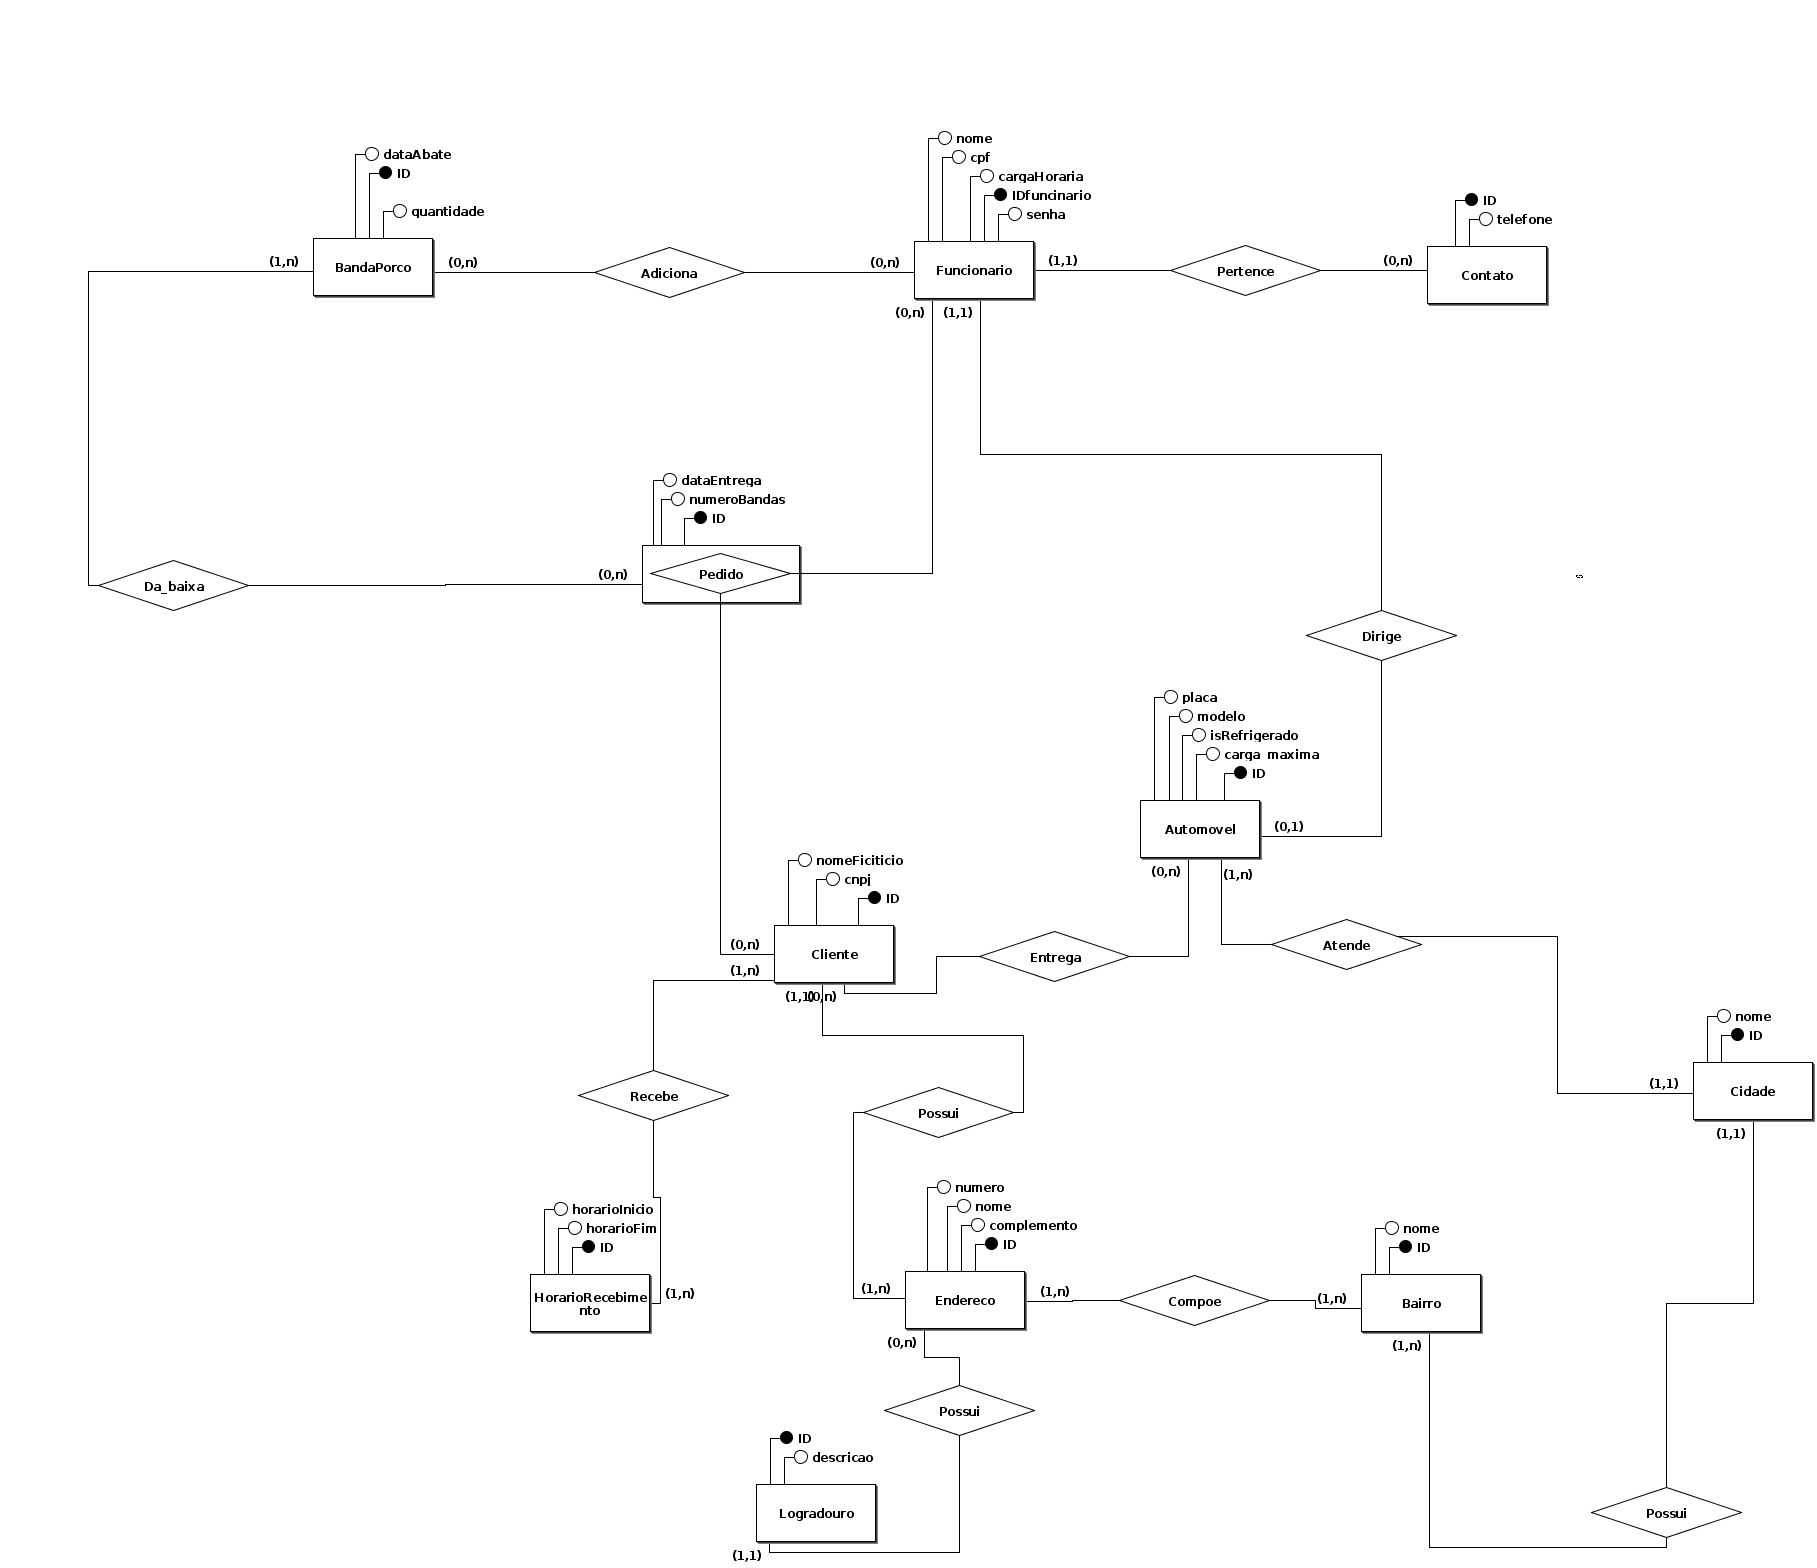 nome
cpf
cargaHoraria
IDfuncinario
senha
dataAbate
ID
quantidade
ID
telefone
(1,n)
BandaPorco
(0,n)
Adiciona
(0,n)
Funcionario
(1,1)
Pertence
(0,n)
Contato
(0,n)
(1,1)
dataEntrega
numeroBandas
ID
Da_baixa
(0,n)
Pedido
Dirige
placa
modelo
isRefrigerado
carga_maxima
ID
Automovel
(0,1)
(0,n)
(1,n)
nomeFiciticio
cnpj
ID
(0,n)
Cliente
(1,n)
(1,1)
(0,n)
Entrega
Atende
nome
ID
(1,1)
Cidade
(1,1)
Recebe
Possui
numero
nome
complemento
ID
horarioInicio
horarioFim
ID
nome
ID
HorarioRecebime
nto
(1,n)
(1,n)
Endereco
(1,n)
Compoe
(1,n)
Bairro
(0,n)
(1,n)
Possui
ID
descricao
Logradouro
(1,1)
Possui